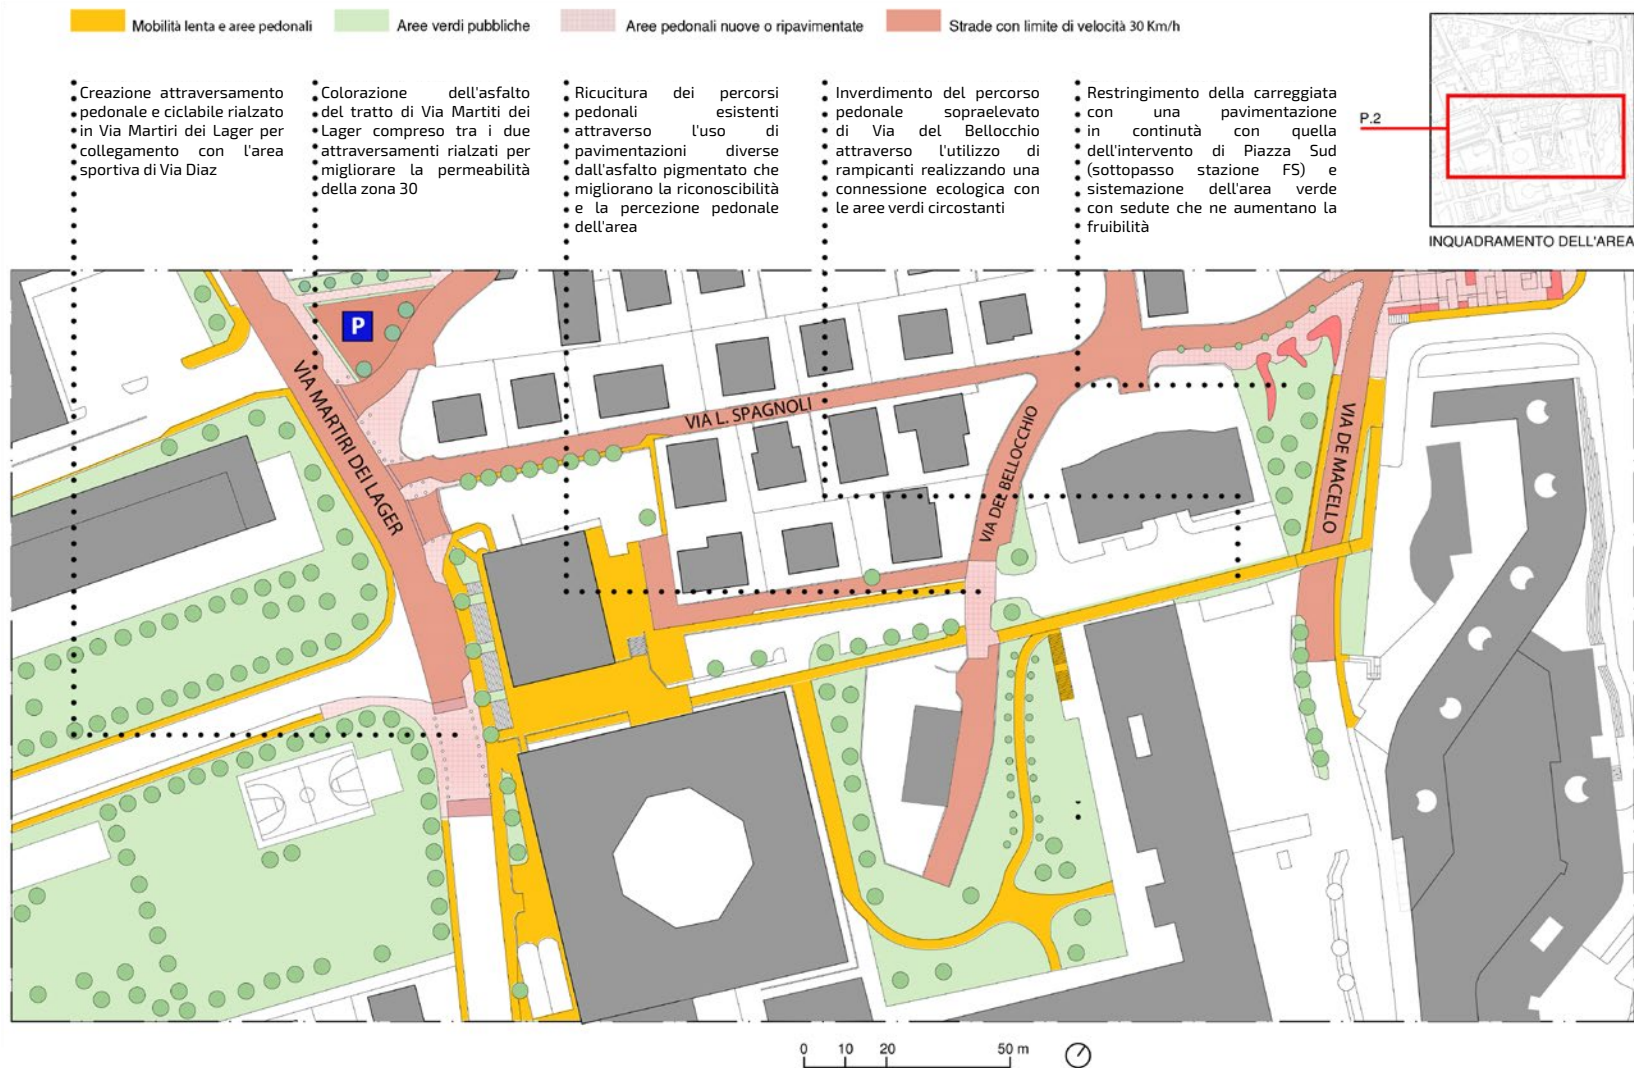 Mobilità lenta e aree pedonali
Aree verdi pubbliche
Aree pedonali nuove o ripavimentate
Strade con limite di velocità 30 Km/h
Creazione attraversamento
pedonale e ciclabile rialzato
in Via Martiri dei Lager per
collegamento con l'area
sportiva di Via Diaz
Colorazione dell'asfalto
del tratto di Via Martiti dei
Lager compreso tra i due
attraversamenti rialzati per
migliorare la permeabilità
della zona 30
Ricucitura dei percorsi
pedonali esistenti
attraverso l'uso di
pavimentazioni diverse
dall'asfalto pigmentato che
migliorano la riconoscibilità
e la percezione pedonale
dell'area
Inverdimento del percorso
pedonale sopraelevato
di Via del Bellocchio
attraverso l'utilizzo di
rampicanti realizzando una
connessione ecologica con
le aree verdi circostanti
Restringimento della carreggiata
con una pavimentazione
in continutà con quella
dell'intervento di Piazza Sud
(sottopasso stazione FS) e
sistemazione dell'area verde
con sedute che ne aumentano la
fruibilità
P.2
INQUADRAMENTO DELL'AREA
P
VIA MARTIRI DEI LAGER
VIA L. SPAGNOLI
VIA DEL BELLOCCHIO
VIA DE MACELLO
0 10 20 50 m